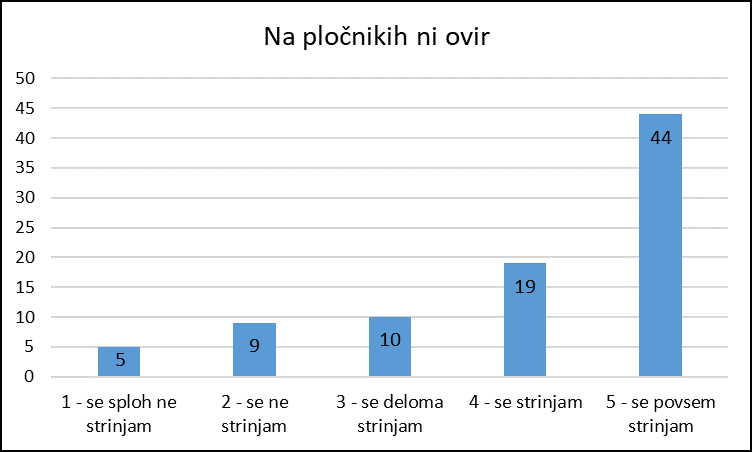 Na pločnikih ni ovir
50
45
40
35
30
25
20
15
10
5
0
5
9
10
19
44
1 - se sploh ne
strinjam
2 - se ne
strinjam
3 - se deloma
strinjam
4 - se strinjam
5 - se povsem
strinjam